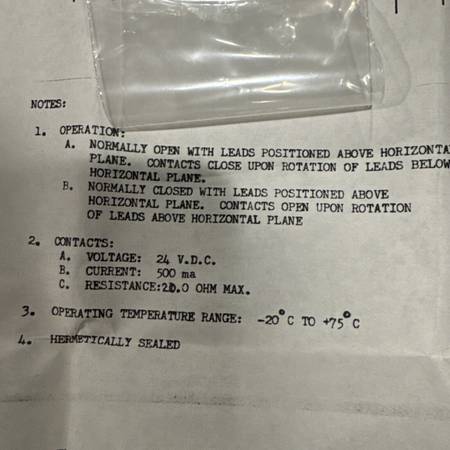 NOTES:
1. OPERATION:
A. NORMALLY OPEN WITH LEADS POSITIONED ABOVE HORIZONTA
PLANE. CONTACTS CLOSE UPON ROTATION OF LEADS BELOW
HORIZONTAL PLANE.
B. NORMALLY CLOSED WITH LEADS POSITIONED ABOVE
HORIZONTAL PLANE. CONTACTS OPEN UPON ROTATION
OF LEADS ABOVE HORIZONTAL PLANE
2. CONTACTS:
A. VOLTAGE: 24 V.D.C.
B. CURRENT: 500 ma
C. RESISTANCE: OHM MAX.
3. OPERATING TEMPERATURE RANGE: -20°C TO +75°C
4. HERMETICALLY SEALED